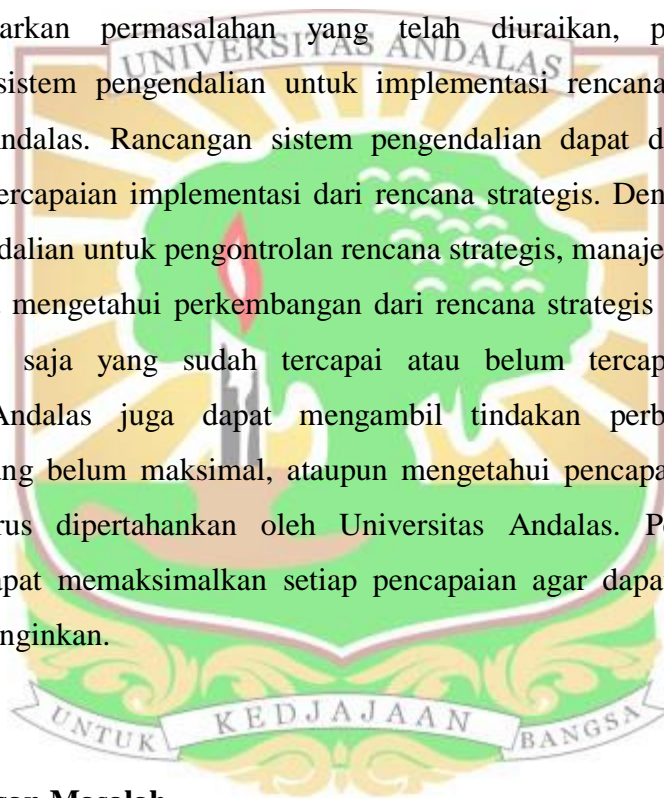 arkan permasalahan yang telah diuraikan, p
UNIVERSITAS ANDALAS
sistem pengendalian untuk implementasi rencana
ndalas. Rancangan sistem pengendalian dapat d
ercapaian implementasi dari rencana strategis. Den
dalian untuk pengontrolan rencana strategis, manaje
mengetahui perkembangan dari rencana strategis
saja yang sudah tercapai atau belum tercap
Andalas juga dapat mengambil tindakan perb
ang belum maksimal, ataupun mengetahui pencapa
rus dipertahankan oleh Universitas Andalas. P
apat memaksimalkan setiap pencapaian agar dapa
nginkan.
UNTUK KEDJAJAAN BANGSA